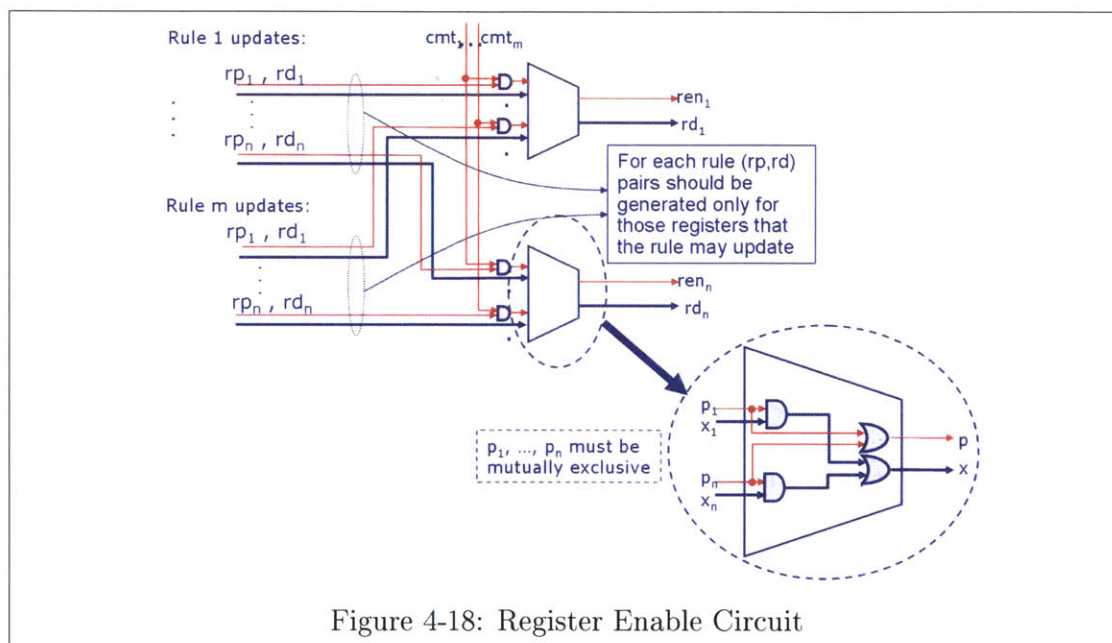 Rule 1 updates:
cmt1, . . cmtm
rp1 , rd1
ren1
rd1
rpn , rdn
For each rule (rp,rd)
pairs should be
generated only for
those registers that
the rule may update
Rule m updates:
rp1 , rd1
rpn , rdn
renn
rdn
p1
x1
p
x
pn
xn
p1, ..., pn must be
mutually exclusive
Figure 4-18: Register Enable Circuit